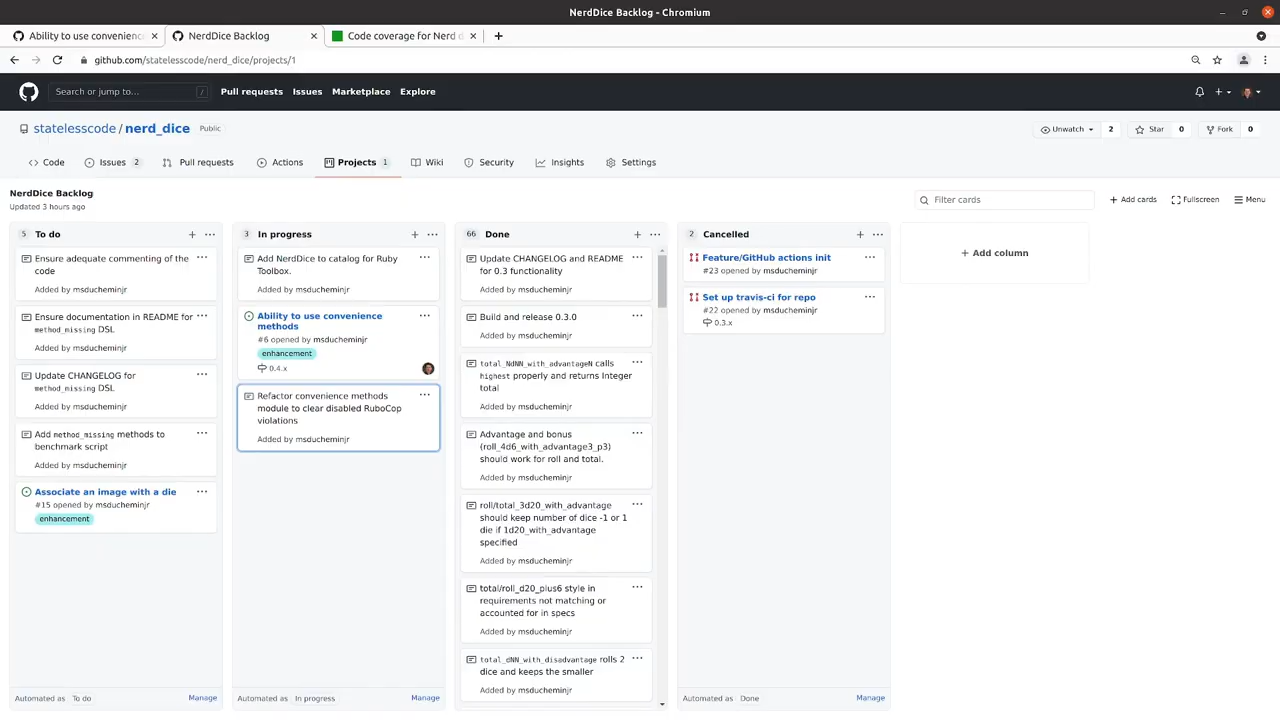 NerdDice Backlog - Chromium
Ability to use convenienc
NerdDice Backlog
Code coverage for Nerd d
github.com/statelesscode/nerd_dice/projects/1
Search or jump to...
/
Pull requests
Issues
Marketplace
Explore
statelesscode / nerd_dice
Public
Unwatch
2
Star
0
Fork
0
Code
Issues 2
Pull requests
Actions
Projects 1
Wiki
Security
Insights
Settings
NerdDice Backlog
Updated 3 hours ago
Filter cards
Add cards
Fullscreen
Menu
5 To do
Ensure adequate commenting of the
code
Added by msducheminjr
Ensure documentation in README for
method_missing DSL
Added by msducheminjr
Update CHANGELOG for
method_missing DSL
Added by msducheminjr
Add method_missing methods to
benchmark script
Added by msducheminjr
Associate an image with a die
#15 opened by msducheminjr
enhancement
Automated as To do
Manage
3 In progress
Add NerdDice to catalog for Ruby
Toolbox.
Added by msducheminjr
Ability to use convenience
methods
#6 opened by msducheminjr
enhancement
0.4.x
Refactor convenience methods
module to clear disabled RuboCop
violations
Added by msducheminjr
Automated as In progress
Manage
66 Done
Update CHANGELOG and README
for 0.3 functionality
Added by msducheminjr
Build and release 0.3.0
Added by msducheminjr
total_NdNN_with_advantageN calls
highest properly and returns Integer
total
Added by msducheminjr
Advantage and bonus
(roll_4d6_with_advantage3_p3)
should work for roll and total.
Added by msducheminjr
roll/total_3d20_with_advantage
should keep number of dice -1 or 1
die if 1d20_with_advantage
specified
Added by msducheminjr
total/roll_d20_plus6 style in
requirements not matching or
accounted for in specs
Added by msducheminjr
total_dNN_with_disadvantage rolls 2
dice and keeps the smaller
Added by msducheminjr
2 Cancelled
Feature/GitHub actions init
#23 opened by msducheminjr
Set up travis-ci for repo
#22 opened by msducheminjr
0.3.x
Automated as Done
Manage
Add column